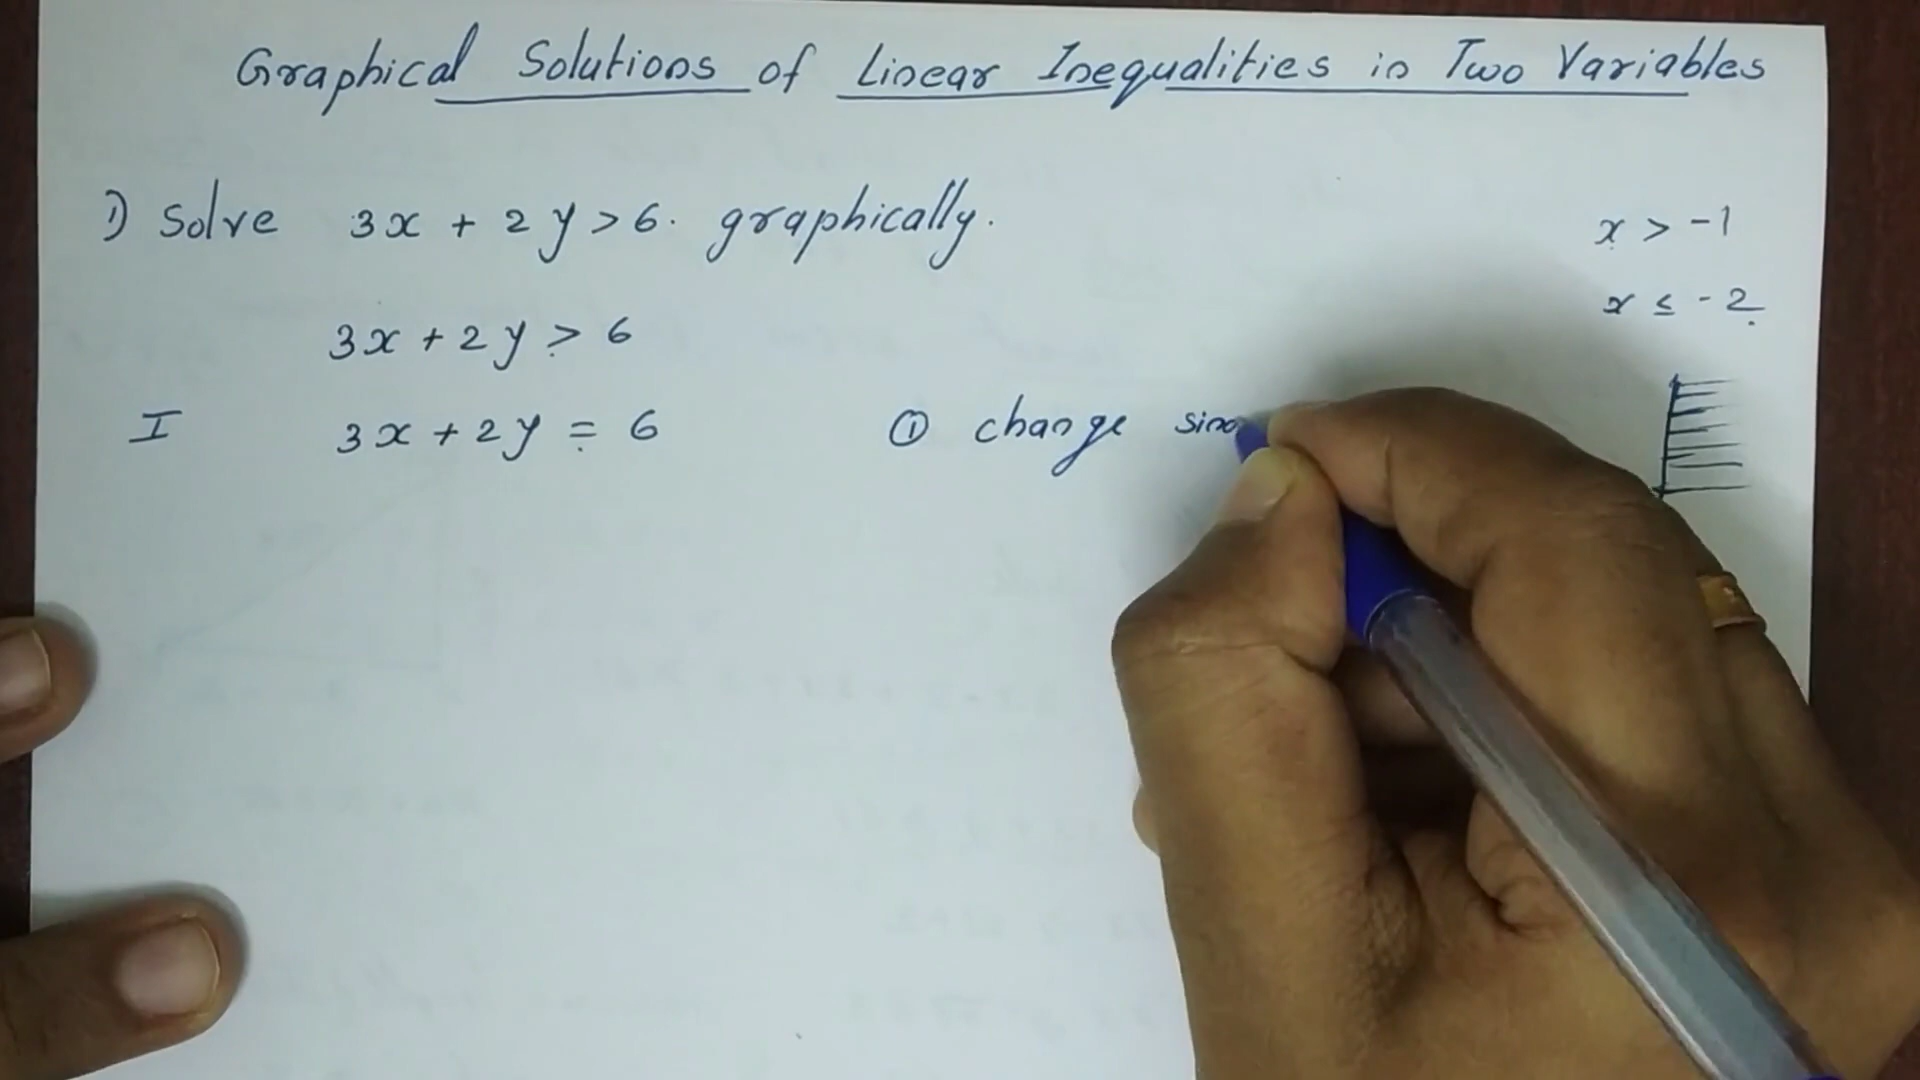 Graphical Solutions of Linear Inequalities in Two Variables
1) Solve 3x + 2y > 6. graphically.
x > -1
x ≤ -2
3x + 2y > 6
I 3x + 2y = 6 ① change